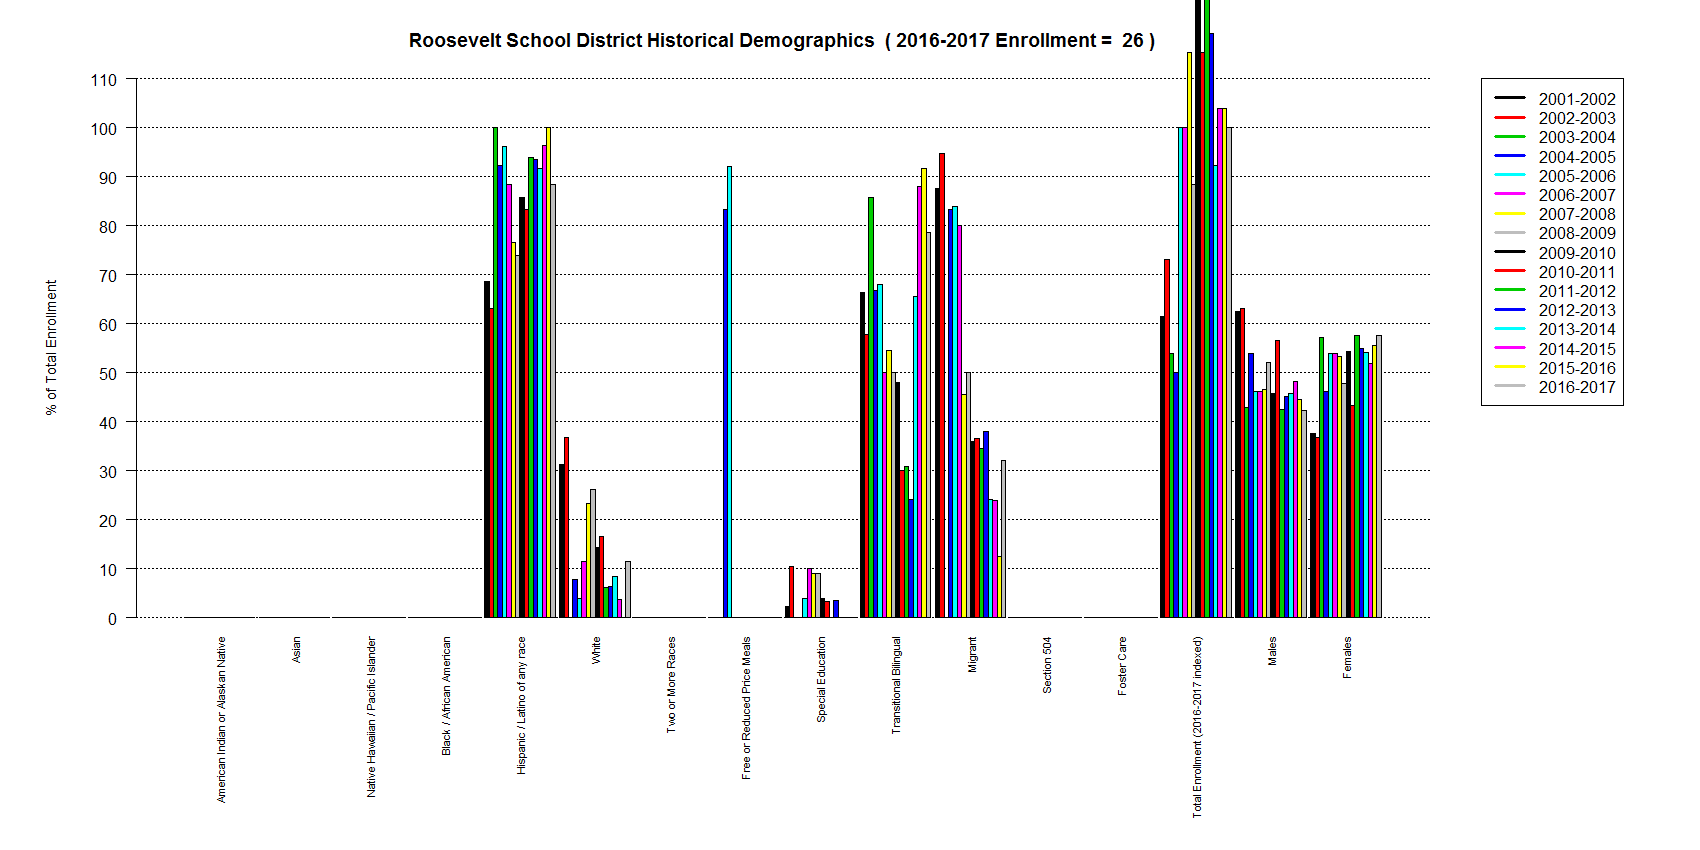 Roosevelt School District Historical Demographics ( 2016-2017 Enrollment = 26 )
% of Total Enrollment
110
100
90
80
70
60
50
40
30
20
10
0
American Indian or Alaskan Native
Asian
Native Hawaiian / Pacific Islander
Black / African American
Hispanic / Latino of any race
White
Two or More Races
Free or Reduced Price Meals
Special Education
Transitional Bilingual
Migrant
Section 504
Foster Care
Total Enrollment (2016-2017 indexed)
Males
Females
2001-2002
2002-2003
2003-2004
2004-2005
2005-2006
2006-2007
2007-2008
2008-2009
2009-2010
2010-2011
2011-2012
2012-2013
2013-2014
2014-2015
2015-2016
2016-2017